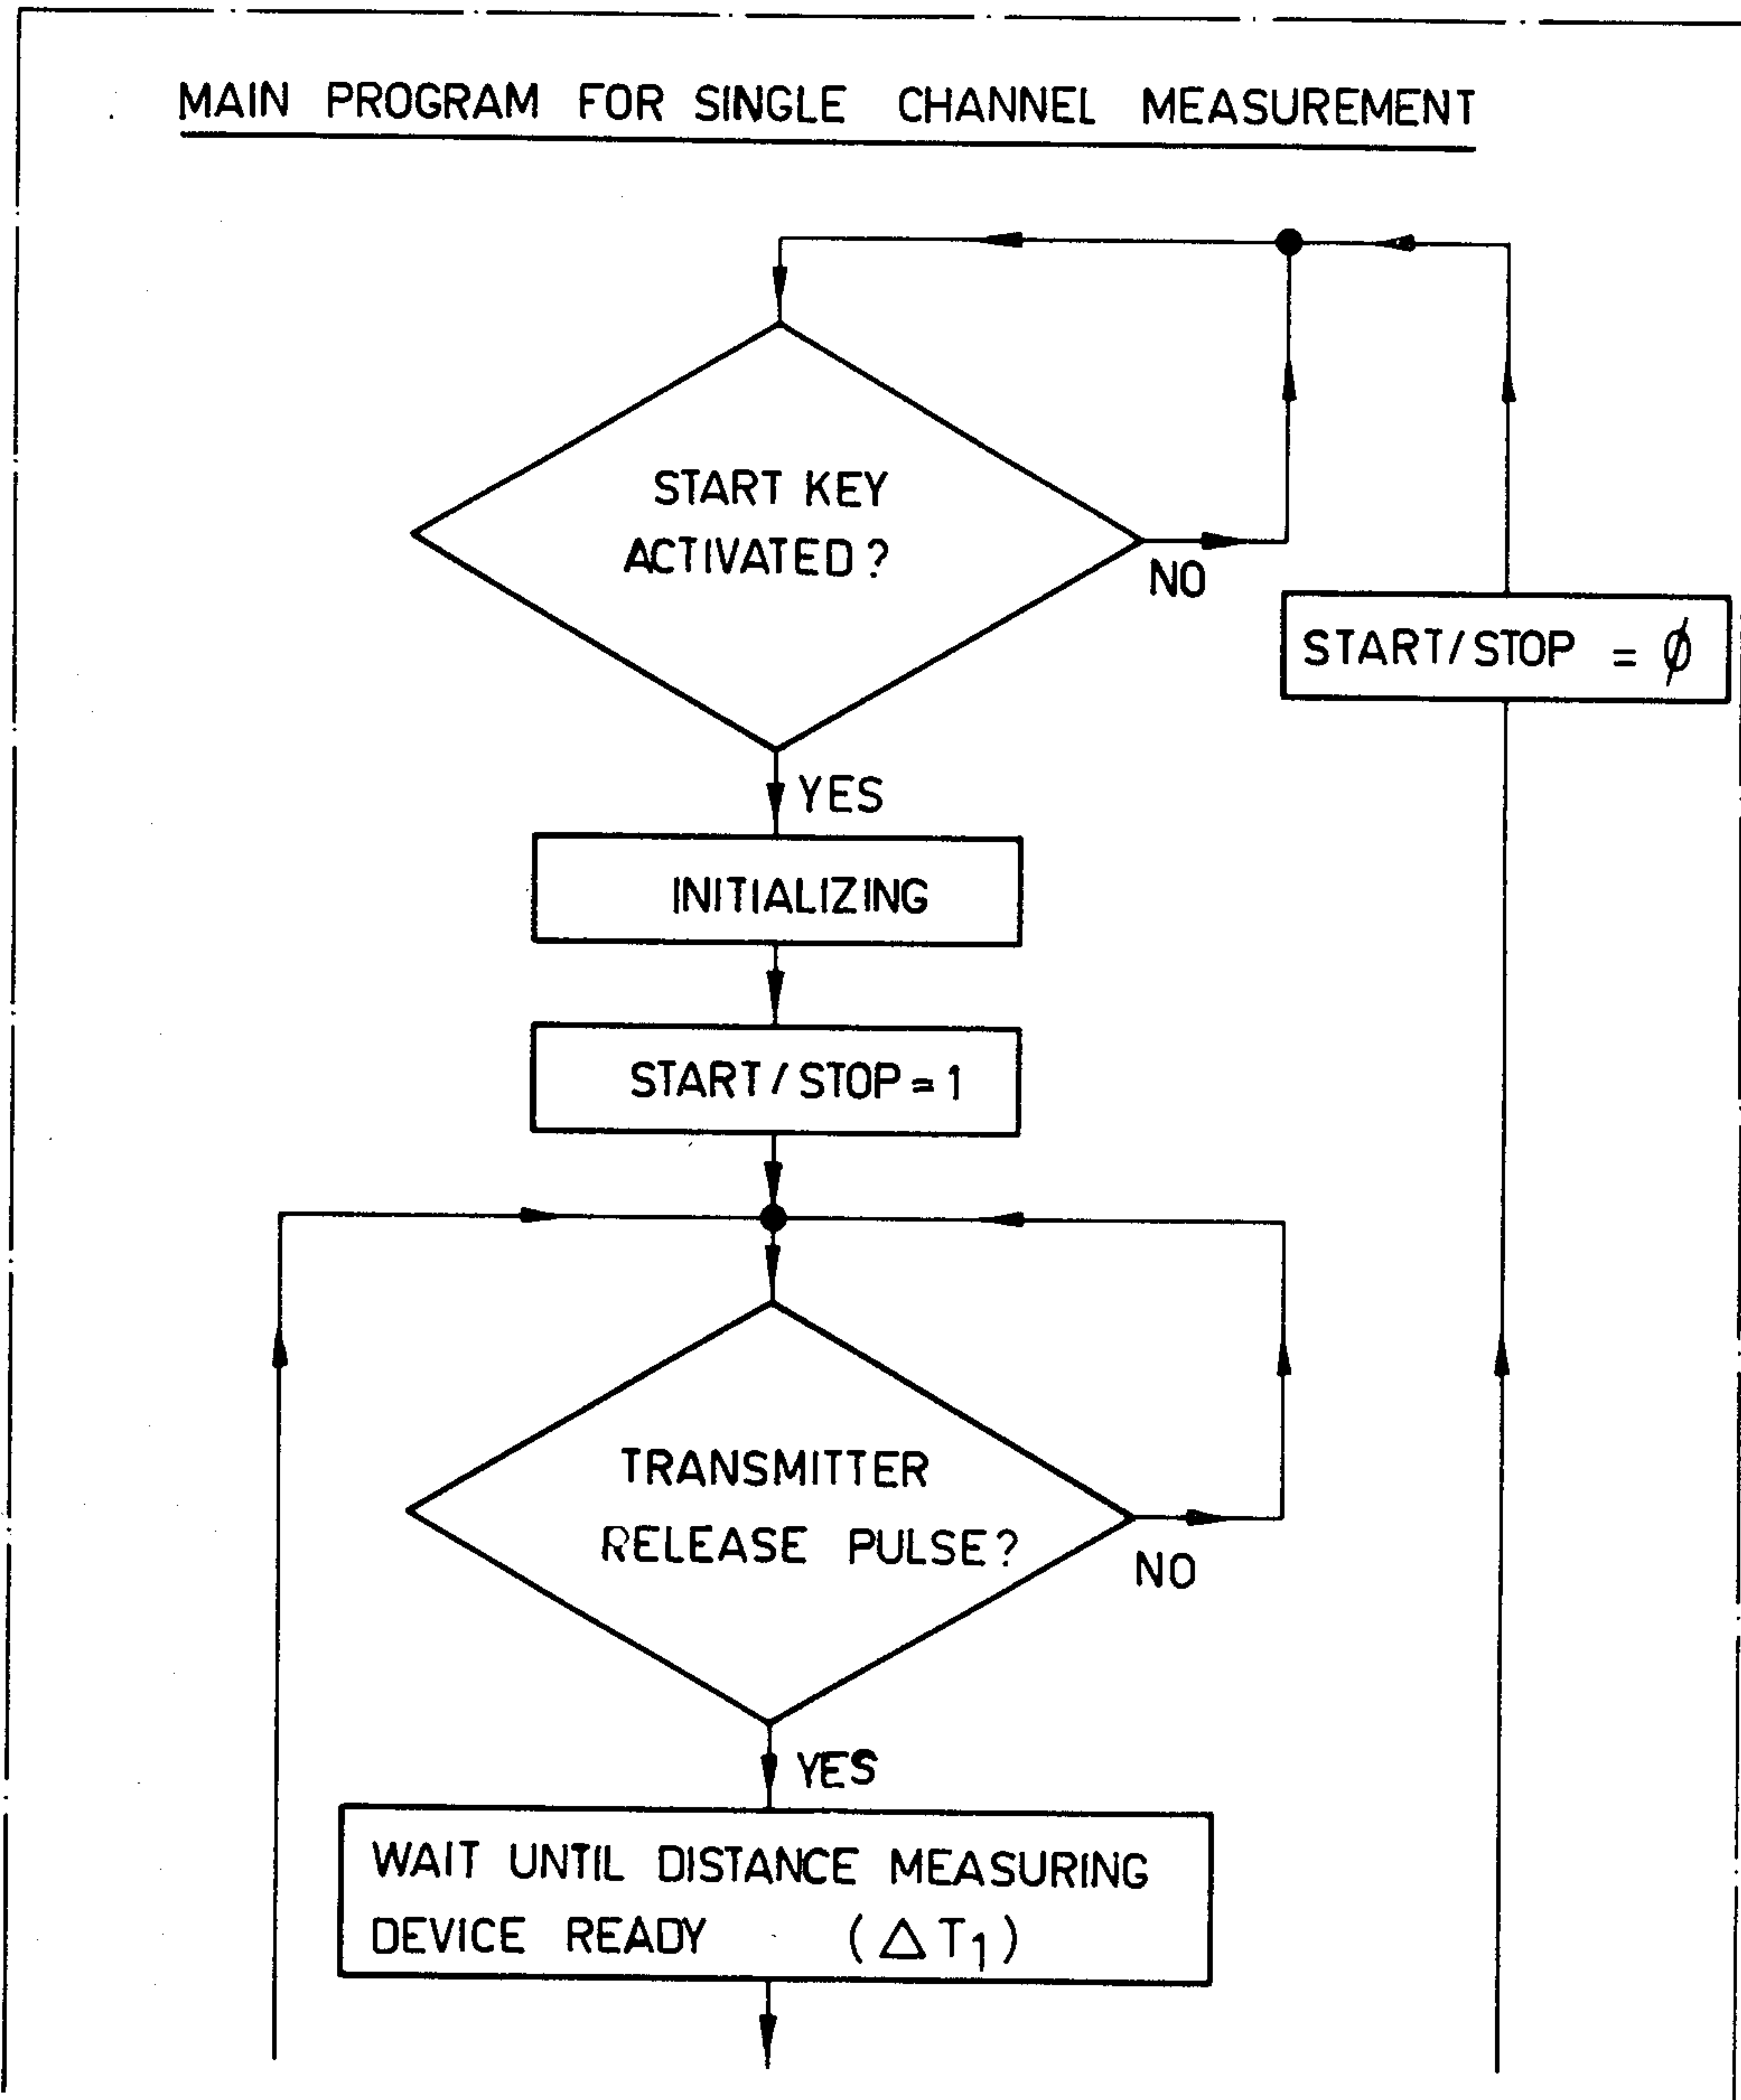 MAIN PROGRAM FOR SINGLE CHANNEL MEASUREMENT
START KEY
ACTIVATED?
NO
START/STOP = ϕ
YES
INITIALIZING
START/STOP=1
TRANSMITTER
RELEASE PULSE?
NO
YES
WAIT UNTIL DISTANCE MEASURING
DEVICE READY (△T₁)